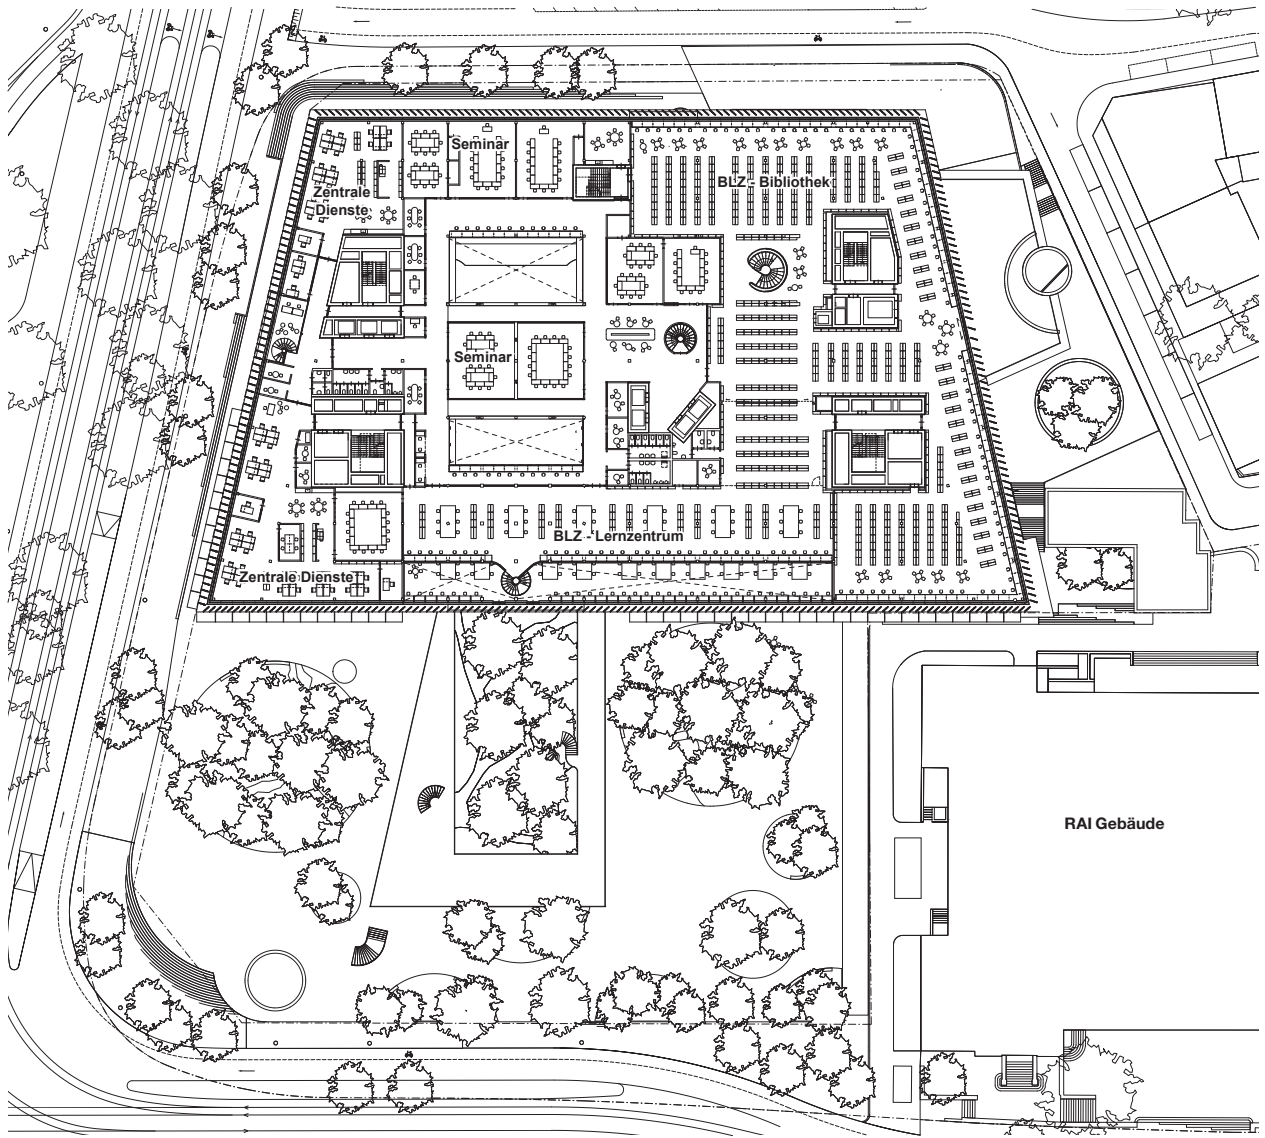 Seminar
BLZ - Bibliothek
Zentrale
Dienste
Seminar
BLZ - Lernzentrum
Zentrale Dienste
RAI Gebäude